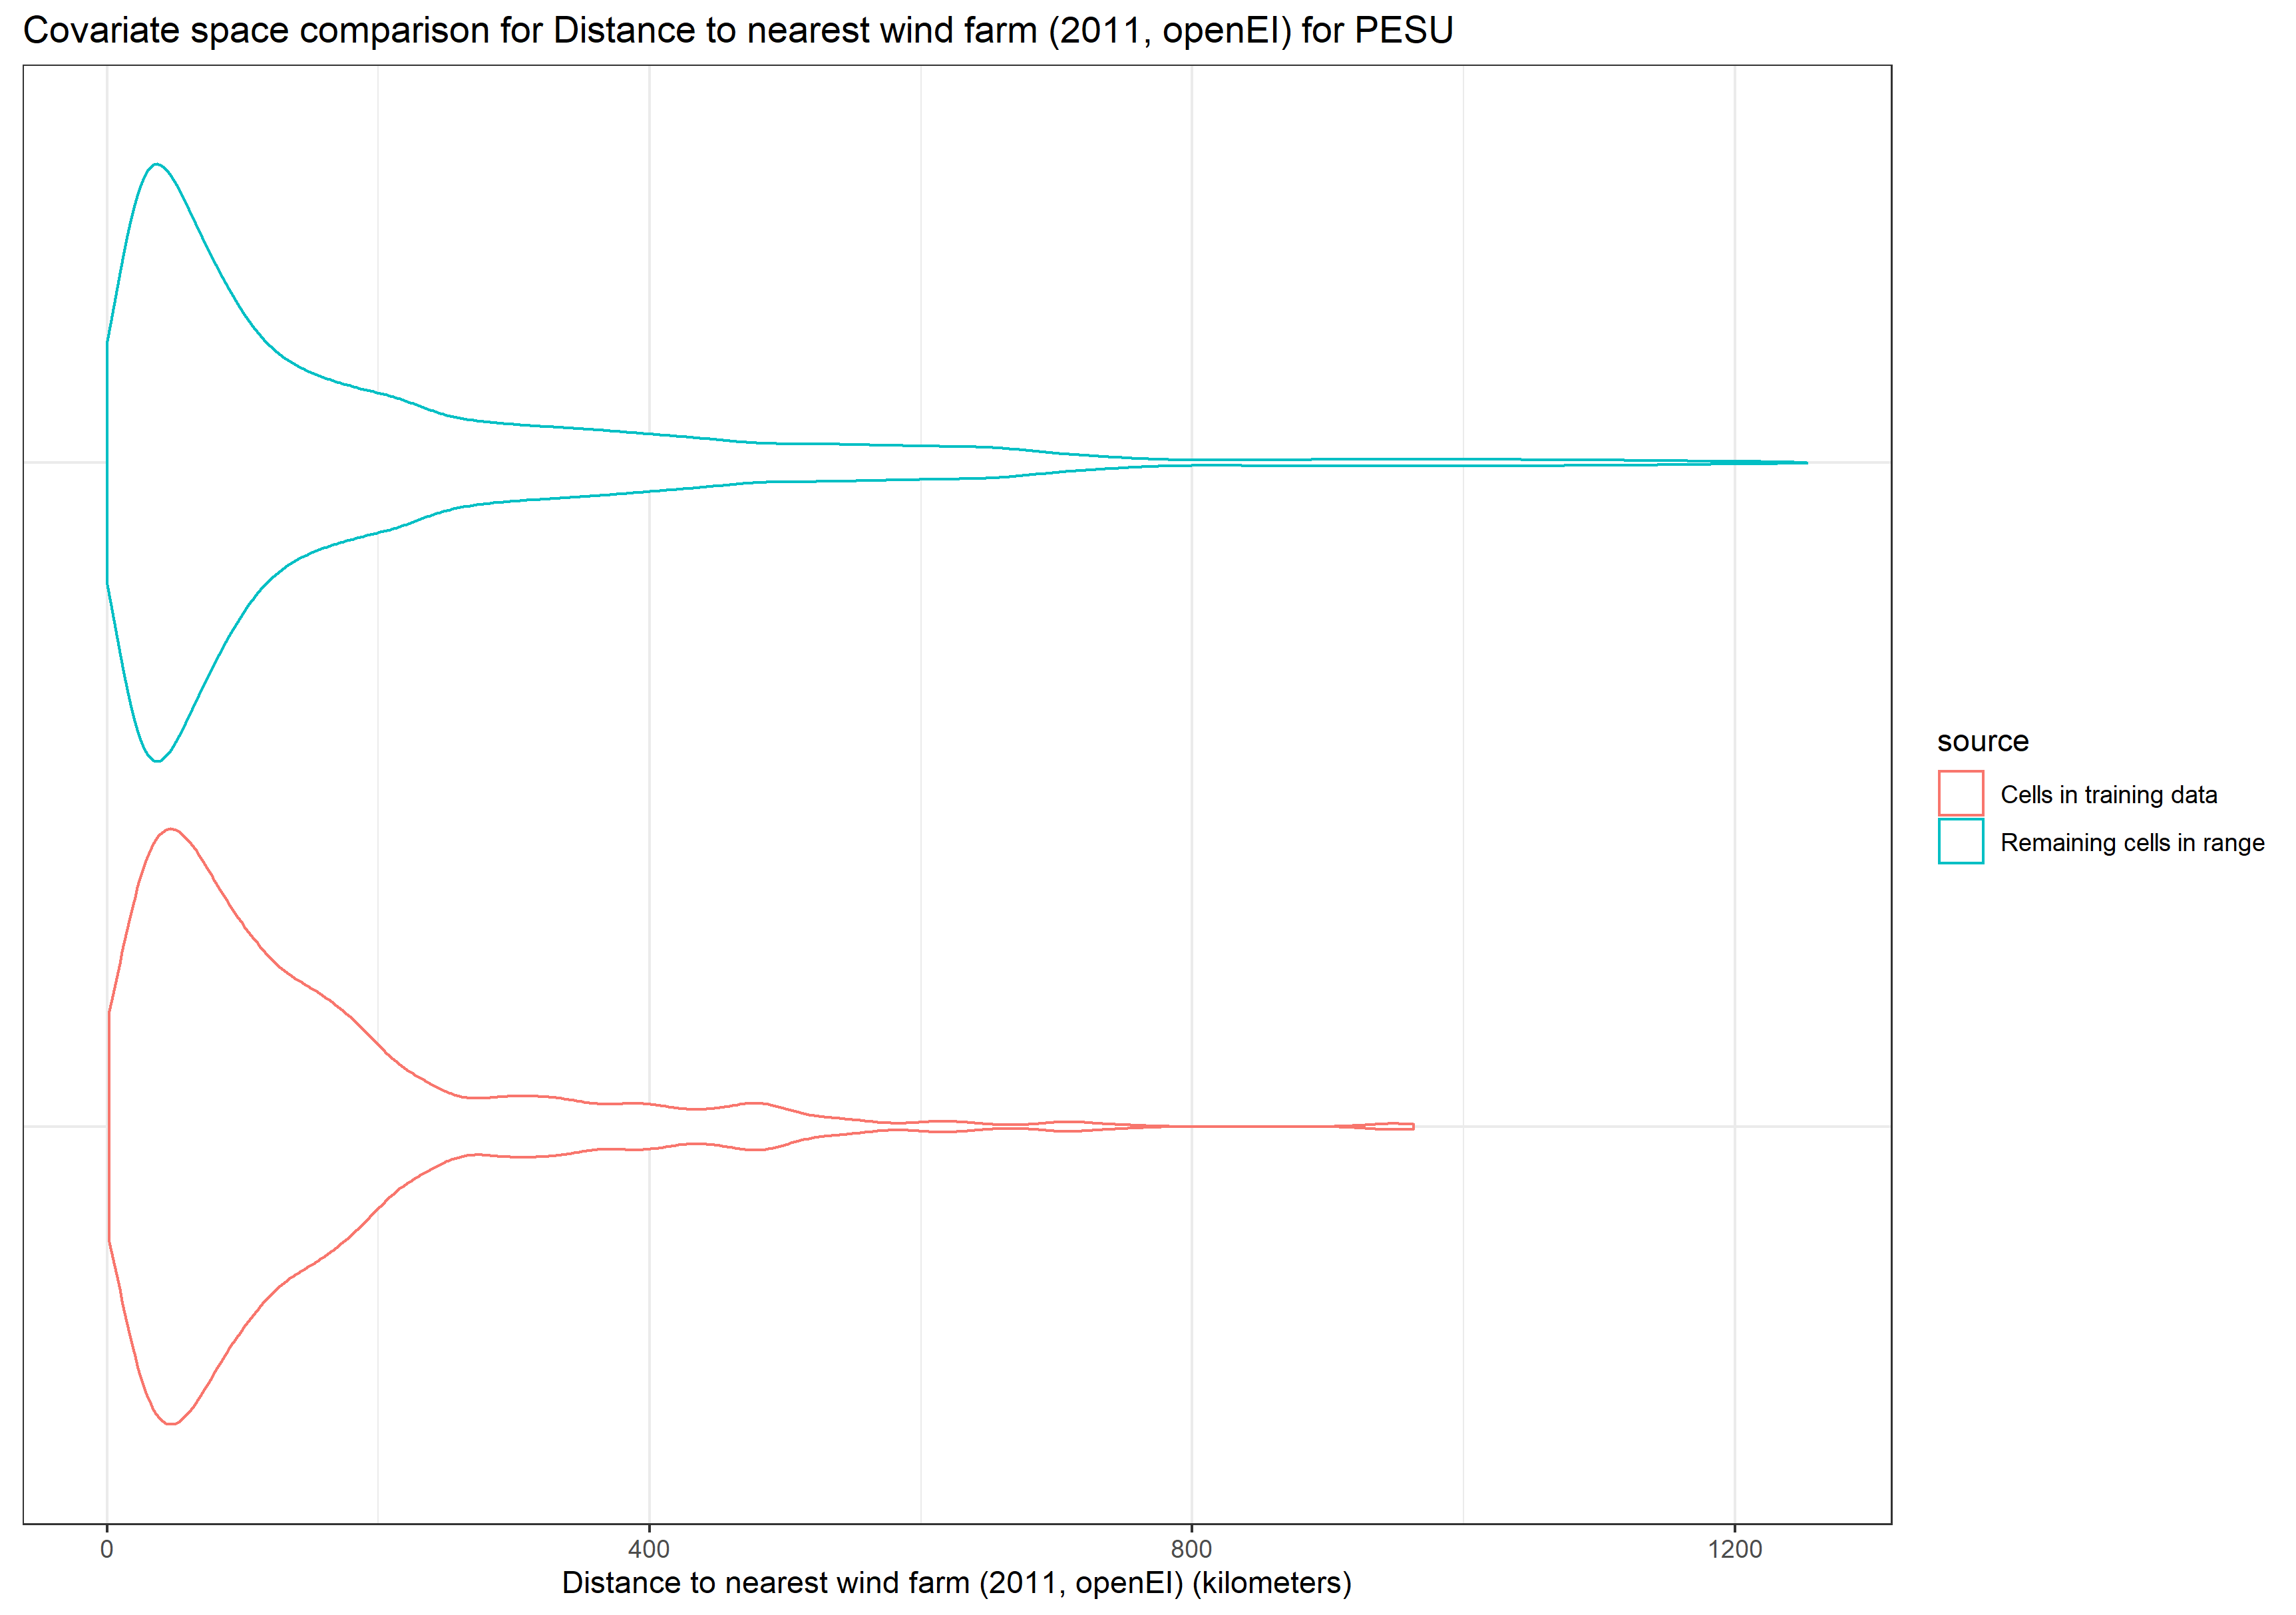 Covariate space comparison for Distance to nearest wind farm (2011, openEI) for PESU
source
Cells in training data
Remaining cells in range
0 400 800 1200
Distance to nearest wind farm (2011, openEI) (kilometers)